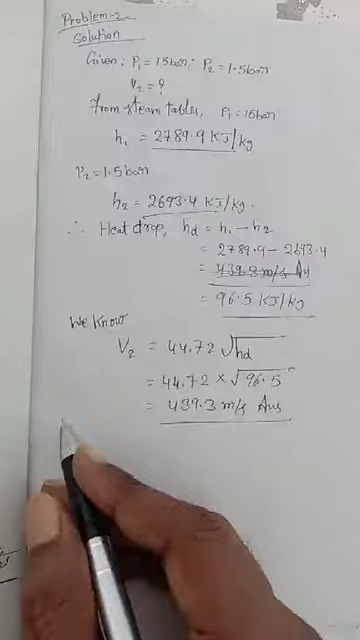 Problem-2
Solution
Given: P₁ = 15bar; P₂ = 1.5bar
V₂ = ?
From steam tables, P₁ = 15bar
h₁ = 2789.9 KJ/kg
P₂ = 1.5bar
h₂ = 2693.4 KJ/kg.
∴ Heat drop, hd = h₁ - h₂
= 2789.9 - 2693.4
= 439.3 m/s Au
= 96.5 KJ/kg
We Know
V₂ = 44.72 √hd
= 44.72 × √96.5
= 439.3 m/s Ans